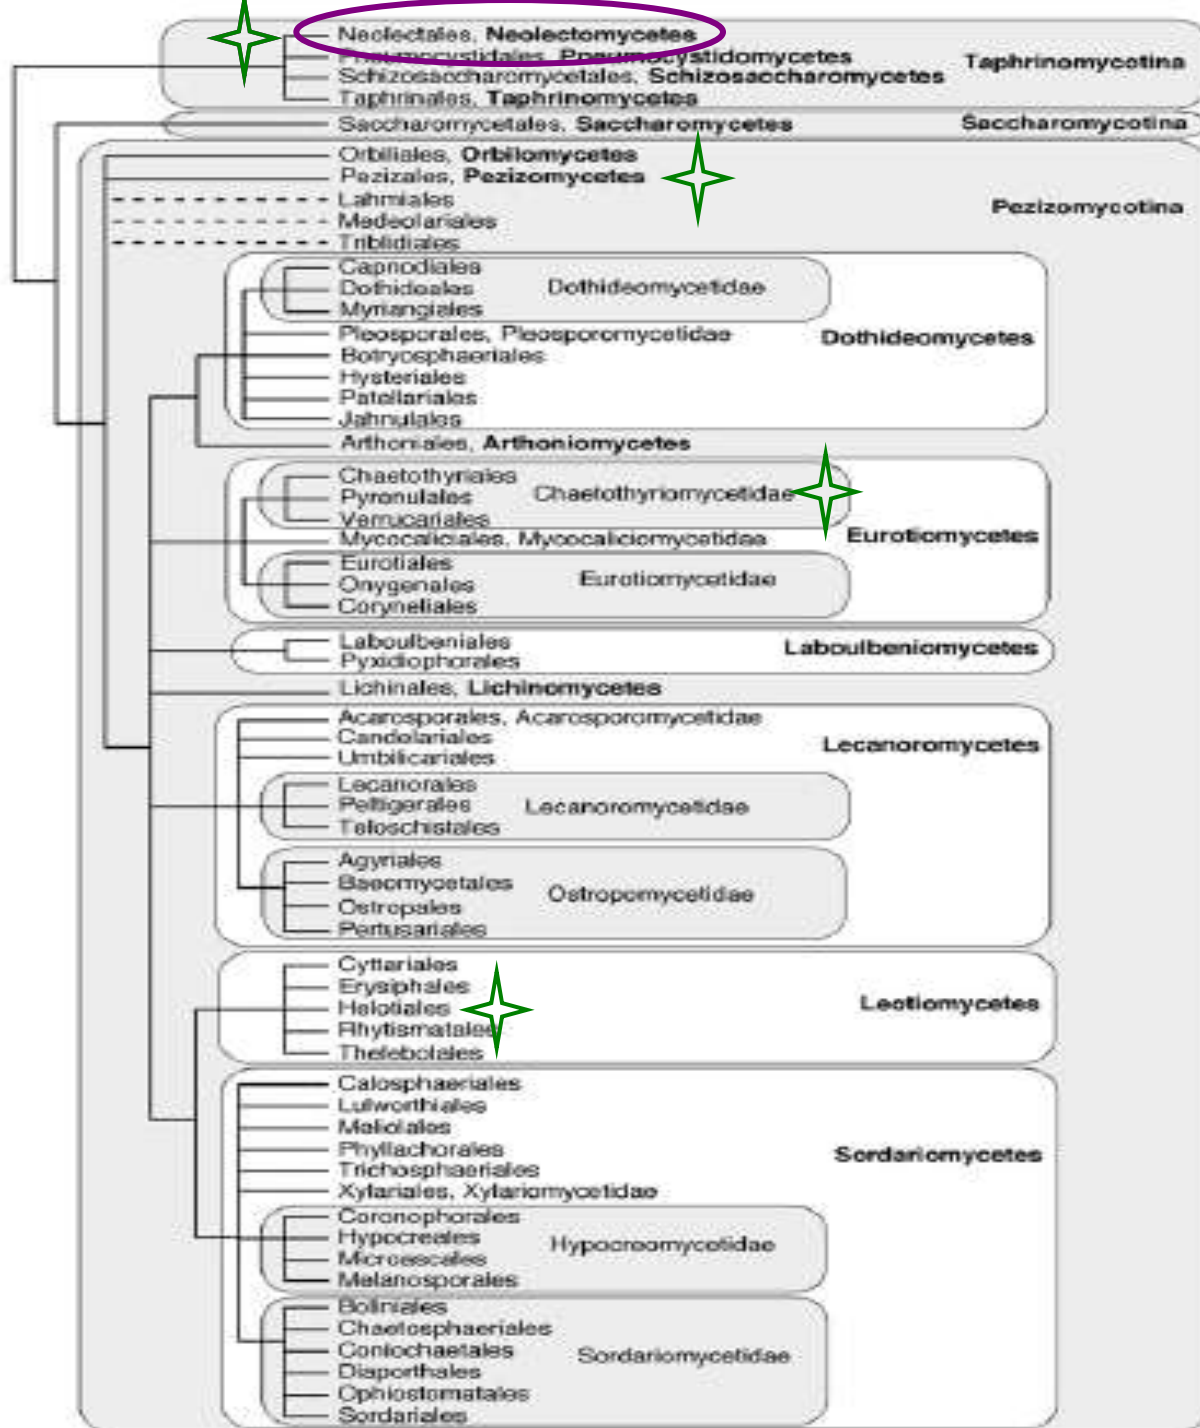 Neolectales, Neolectomycetes
Pneumocystidales, Pneumocystidomycetes
Taphrinomycotina
Schizosaccharomycetales, Schizosaccharomycetes
Taphrinales, Taphrinomycetes
Saccharomycetales, Saccharomycetes
Saccharomycotina
Orbiliales, Orbilomycetes
Pezizales, Pezizomycetes
Lahmiales
Pezizomycotina
Medeolariales
Triblidiales
Capnodiales
Dothideales
Dothideomycetidae
Myriangiales
Pleosporales, Pleosporomycetidae
Dothideomycetes
Botryosphaeriales
Hysteriales
Patellariales
Jahnulales
Arthoniales, Arthoniomycetes
Chaetothyriales
Pyrenulales
Chaetothyriomycetidae
Verrucariales
Mycocaliciales, Mycocaliciomycetidae
Eurotiomycetes
Eurotiales
Onygenales
Eurotiomycetidae
Coryneliales
Laboulbeniales
Laboulbeniomycetes
Pyxidiophorales
Lichinales, Lichinomycetes
Acarosporales, Acarosporomycetidae
Candelariales
Lecanoromycetes
Umbilicariales
Lecanorales
Peltigerales
Lecanoromycetidae
Teloschistales
Agyriales
Baeomycetales
Ostropomycetidae
Ostropales
Pertusariales
Cyttariales
Erysiphales
Helotiales
Leotiomycetes
Rhytismatales
Thelebolales
Calosphaeriales
Lulworthiales
Meliolales
Phyllachorales
Sordariomycetes
Trichosphaeriales
Xylariales, Xylariomycetidae
Coronophorales
Hypocreales
Hypocreomycetidae
Microascales
Melanosporales
Boliniales
Chaetosphaeriales
Coniochaetales
Sordariomycetidae
Diaporthales
Ophiostomatales
Sordariales